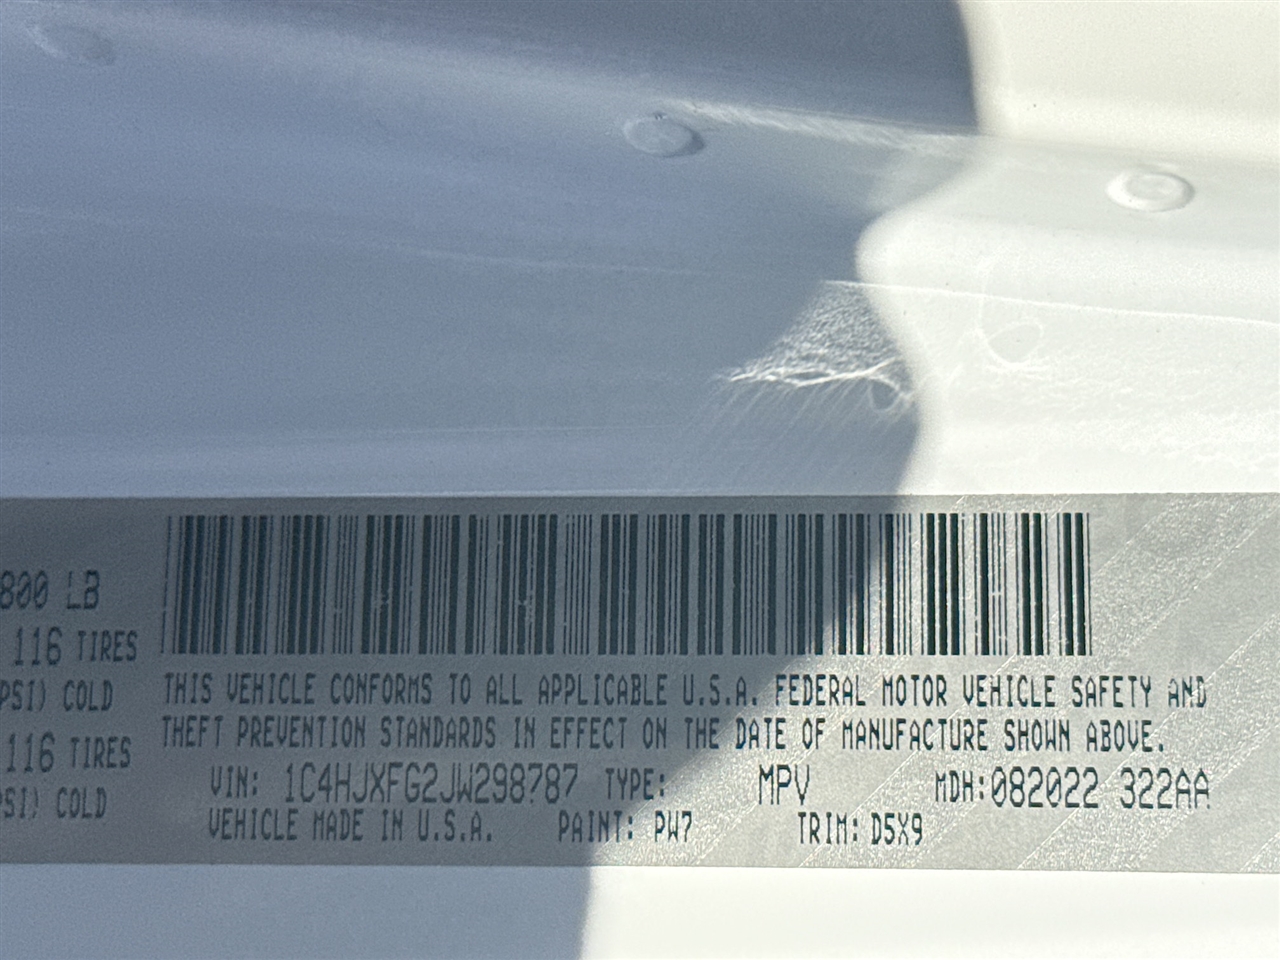 800 LB
116 TIRES
PSI) COLD
116 TIRES
PSI) COLD
THIS VEHICLE CONFORMS TO ALL APPLICABLE U.S.A. FEDERAL MOTOR VEHICLE SAFETY AND
THEFT PREVENTION STANDARDS IN EFFECT ON THE DATE OF MANUFACTURE SHOWN ABOVE.
VIN: 1C4HJXFG2JW298787 TYPE: MPV MDH:082022 322AA
VEHICLE MADE IN U.S.A. PAINT: PW7 TRIM: D5X9